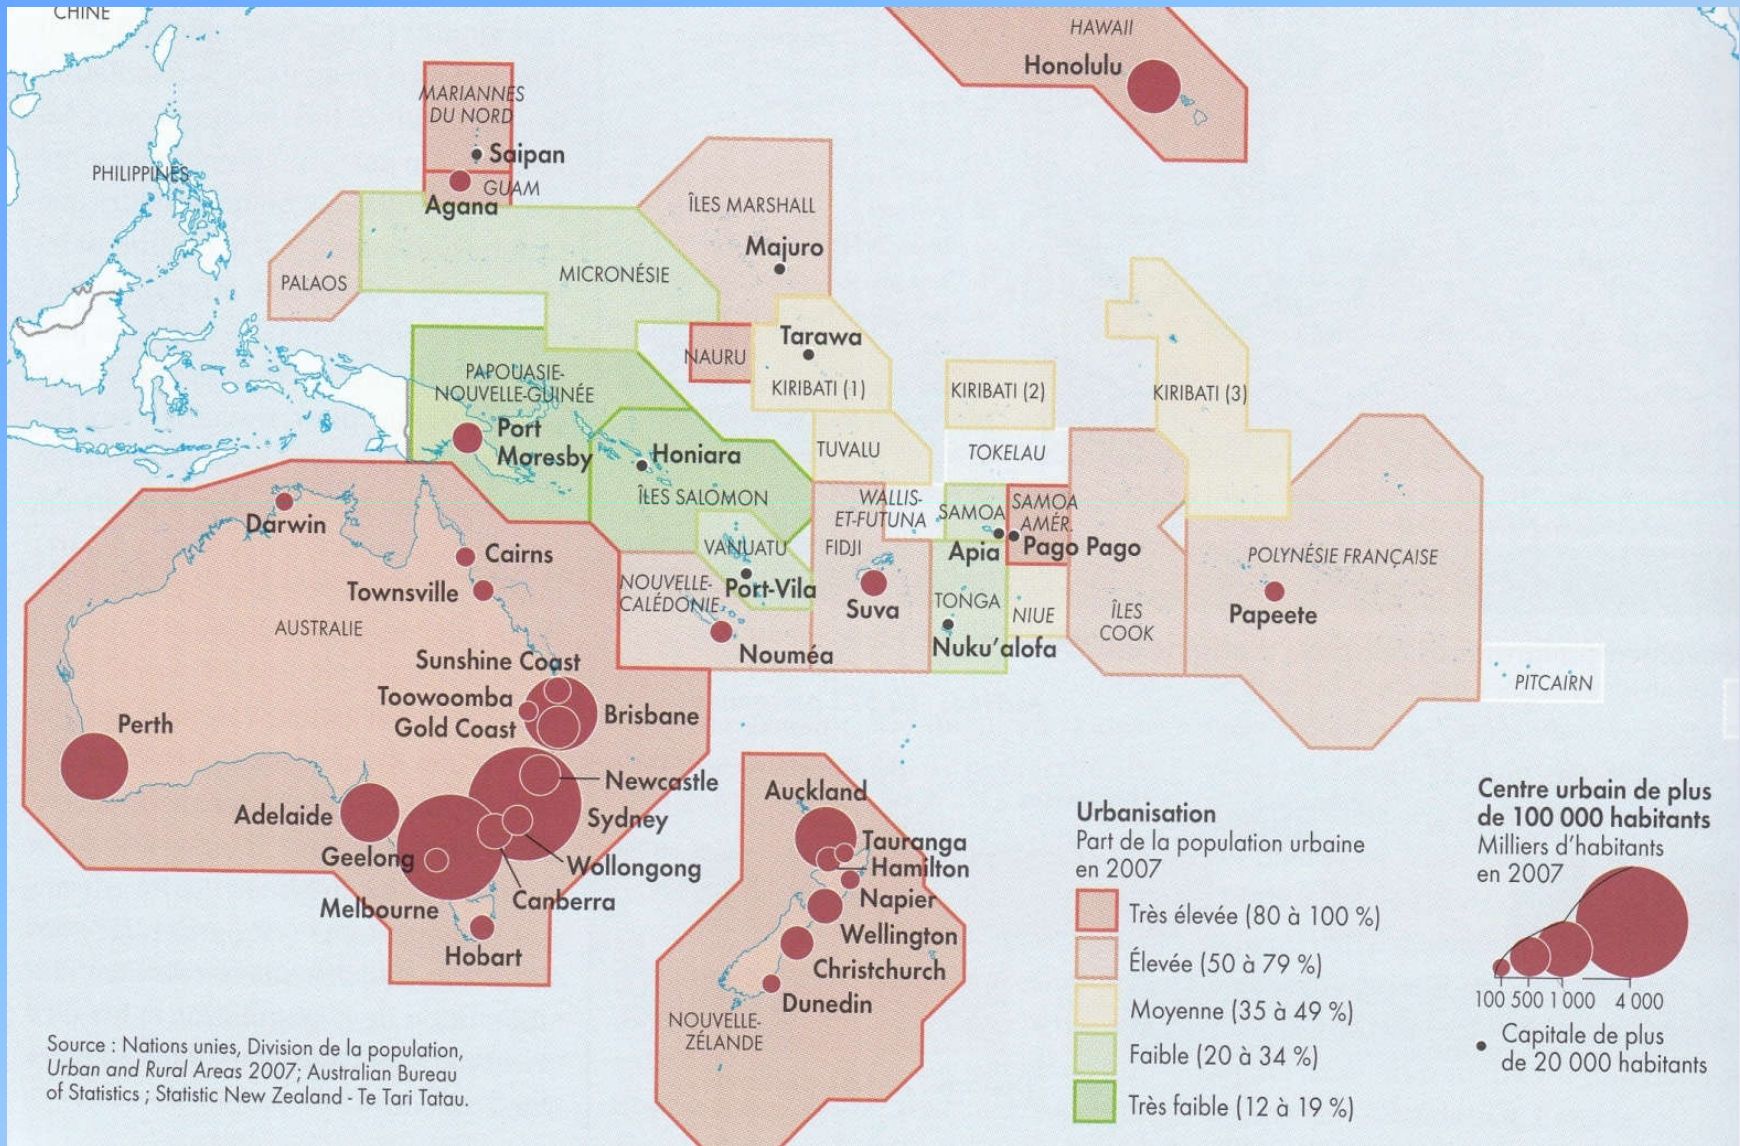 CHINE
HAWAII
Honolulu
MARIANNES
DU NORD
Saipan
PHILIPPINES
GUAM
Agana
ÎLES MARSHALL
Majuro
PALAOS
MICRONÉSIE
Tarawa
NAURU
KIRIBATI (1)
KIRIBATI (2)
KIRIBATI (3)
PAPOUASIE-
NOUVELLE-GUINÉE
Port
Moresby
Honiara
TUVALU
TOKELAU
ÎLES SALOMON
WALLIS-
ET-FUTUNA
SAMOA
SAMOA
AMÉR.
Darwin
VANUATU
FIDJI
Apia
Pago Pago
POLYNÉSIE FRANÇAISE
Cairns
Townsville
NOUVELLE-
CALÉDONIE
Port-Vila
Suva
TONGA
NIUE
ÎLES
COOK
Papeete
AUSTRALIE
Nouméa
Nuku'alofa
Sunshine Coast
PITCAIRN
Toowoomba
Gold Coast
Brisbane
Perth
Newcastle
Adelaide
Sydney
Geelong
Wollongong
Canberra
Melbourne
Hobart
Auckland
Tauranga
Hamilton
Napier
Wellington
Christchurch
Dunedin
NOUVELLE-
ZÉLANDE
Urbanisation
Part de la population urbaine
en 2007
Très élevée (80 à 100 %)
Élevée (50 à 79 %)
Moyenne (35 à 49 %)
Faible (20 à 34 %)
Très faible (12 à 19 %)
Centre urbain de plus
de 100 000 habitants
Milliers d'habitants
en 2007
100 500 1 000 4 000
Capitale de plus
de 20 000 habitants
Source : Nations unies, Division de la population,
Urban and Rural Areas 2007; Australian Bureau
of Statistics ; Statistic New Zealand - Te Tari Tatau.